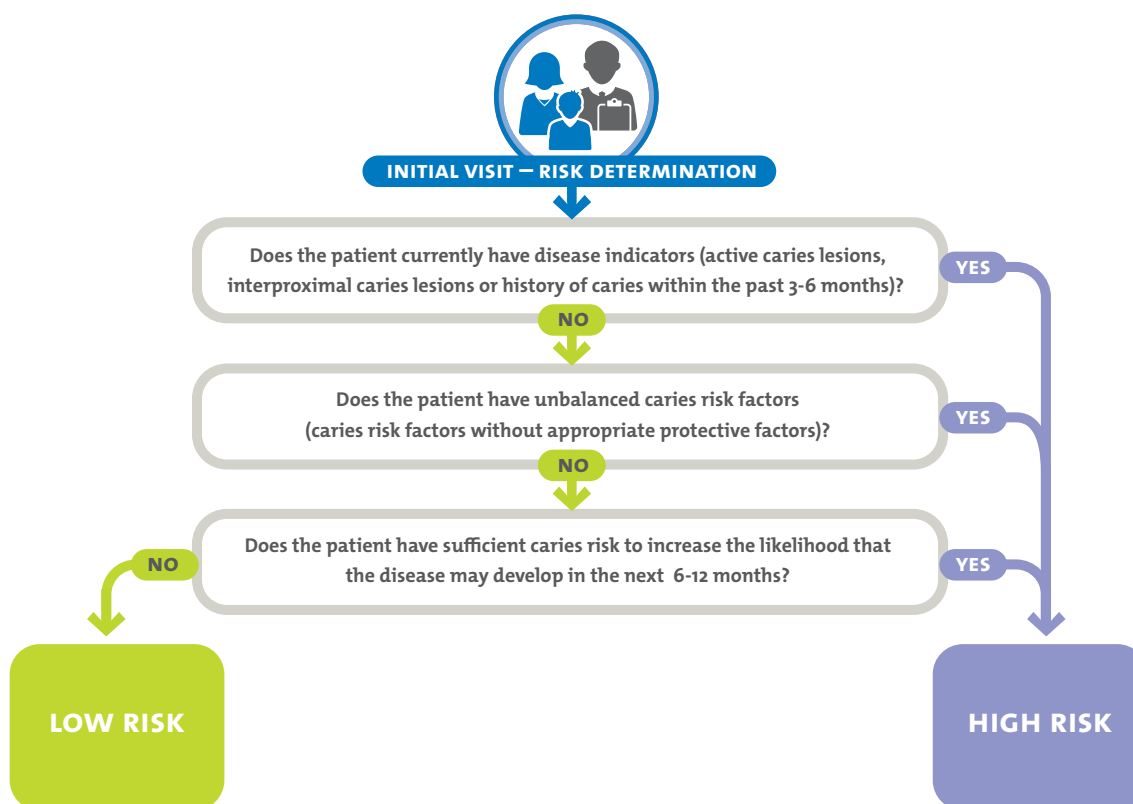 INITIAL VISIT – RISK DETERMINATION
Does the patient currently have disease indicators (active caries lesions,
interproximal caries lesions or history of caries within the past 3-6 months)?
YES
NO
Does the patient have unbalanced caries risk factors
(caries risk factors without appropriate protective factors)?
YES
NO
Does the patient have sufficient caries risk to increase the likelihood that
the disease may develop in the next 6-12 months?
NO
YES
LOW RISK
HIGH RISK